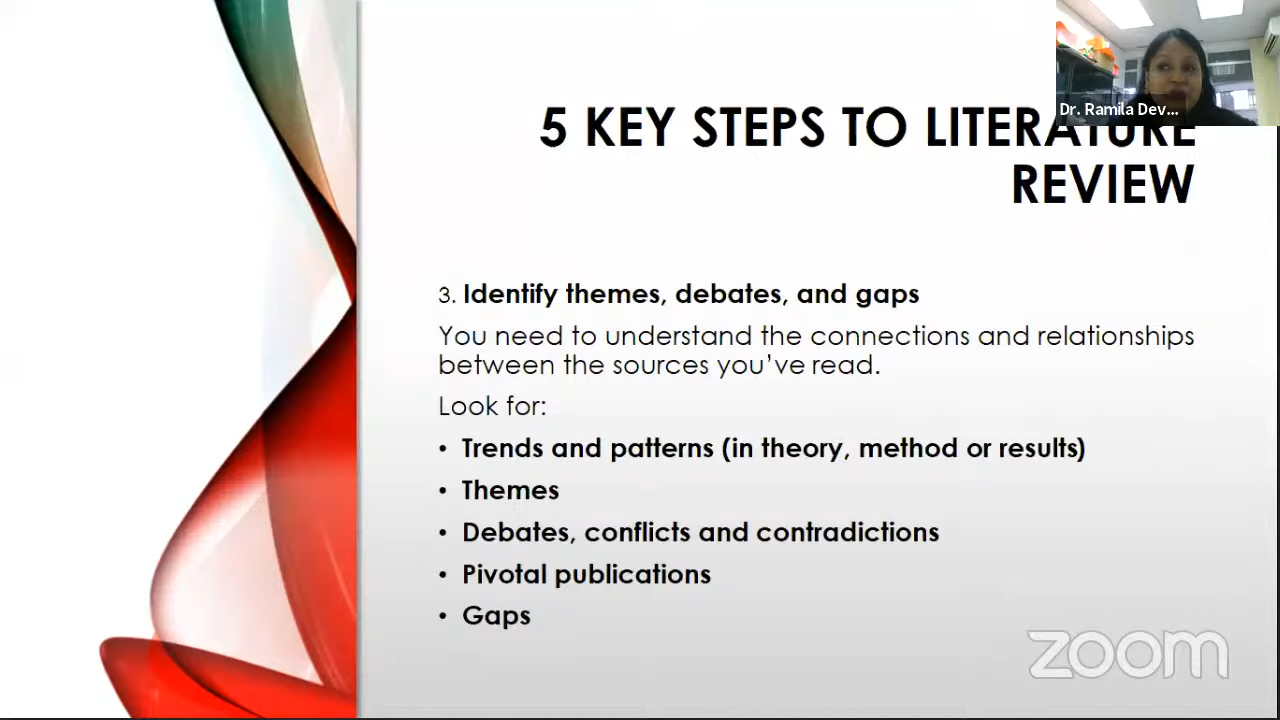 Dr. Ramila Dev...
5 KEY STEPS TO LITERATURE
REVIEW
3. Identify themes, debates, and gaps
You need to understand the connections and relationships
between the sources you've read.
Look for:
• Trends and patterns (in theory, method or results)
• Themes
• Debates, conflicts and contradictions
• Pivotal publications
• Gaps
zoom